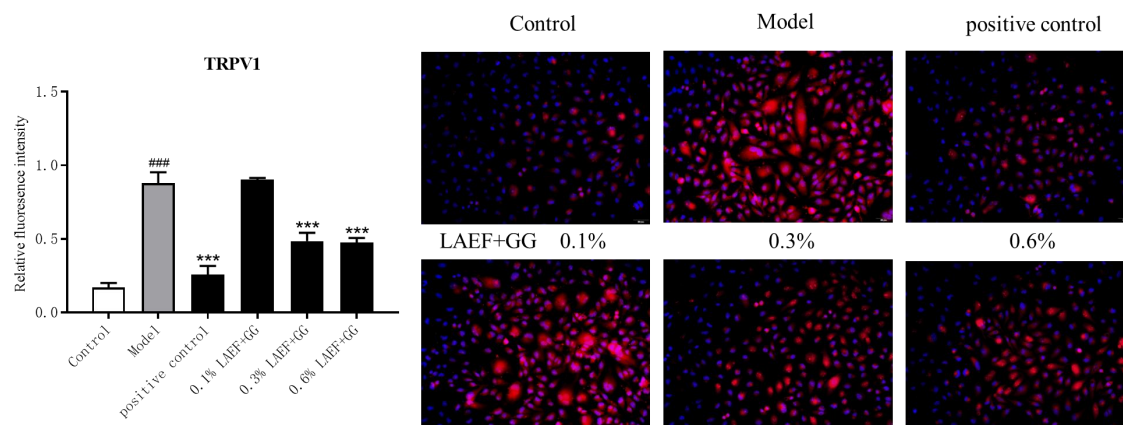 TRPV1
Relative fluoresence intensity
1.5
1.0
0.5
0.0
###
***
***
***
Control
Model
positive control
0.1% LAEF+GG
0.3% LAEF+GG
0.6% LAEF+GG
Control
Model
positive control
LAEF+GG 0.1%
0.3%
0.6%